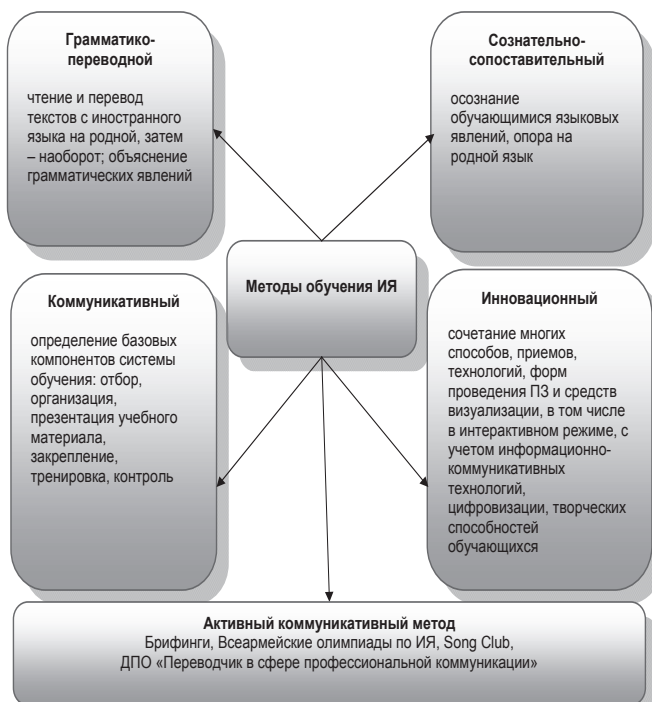 Грамматико-
переводной
чтение и перевод
текстов с иностранного
языка на родной, затем
– наоборот; объяснение
грамматических явлений
Сознательно-
сопоставительный
осознание
обучающимися языковых
явлений, опора на
родной язык
Методы обучения ИЯ
Коммуникативный
определение базовых
компонентов системы
обучения: отбор,
организация,
презентация учебного
материала,
закрепление,
тренировка, контроль
Инновационный
сочетание многих
способов, приемов,
технологий, форм
проведения ПЗ и средств
визуализации, в том числе
в интерактивном режиме, с
учетом информационно-
коммуникативных
технологий,
цифровизации, творческих
способностей
обучающихся
Активный коммуникативный метод
Брифинги, Всеармейские олимпиады по ИЯ, Song Club,
ДПО «Переводчик в сфере профессиональной коммуникации»